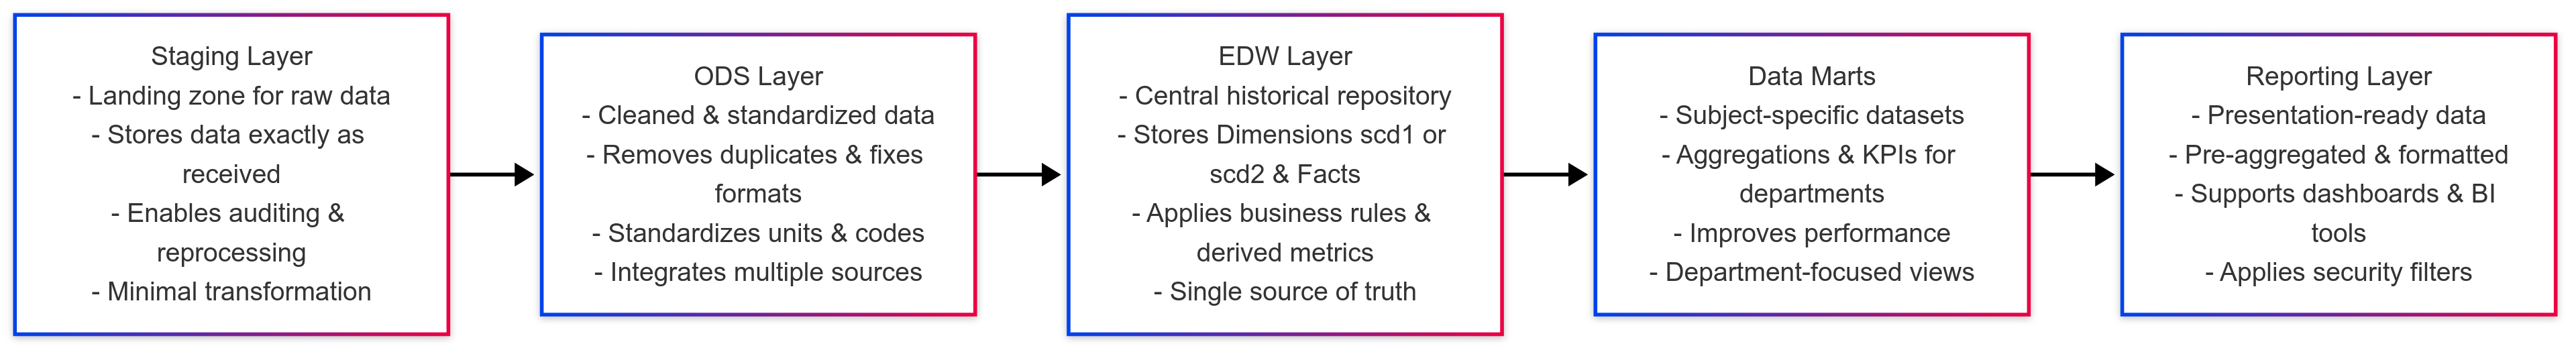 Staging Layer
- Landing zone for raw data
- Stores data exactly as
received
- Enables auditing &
reprocessing
- Minimal transformation
ODS Layer
- Cleaned & standardized data
- Removes duplicates & fixes
formats
- Standardizes units & codes
- Integrates multiple sources
EDW Layer
- Central historical repository
- Stores Dimensions scd1 or
scd2 & Facts
- Applies business rules &
derived metrics
- Single source of truth
Data Marts
- Subject-specific datasets
- Aggregations & KPIs for
departments
- Improves performance
- Department-focused views
Reporting Layer
- Presentation-ready data
- Pre-aggregated & formatted
- Supports dashboards & BI
tools
- Applies security filters